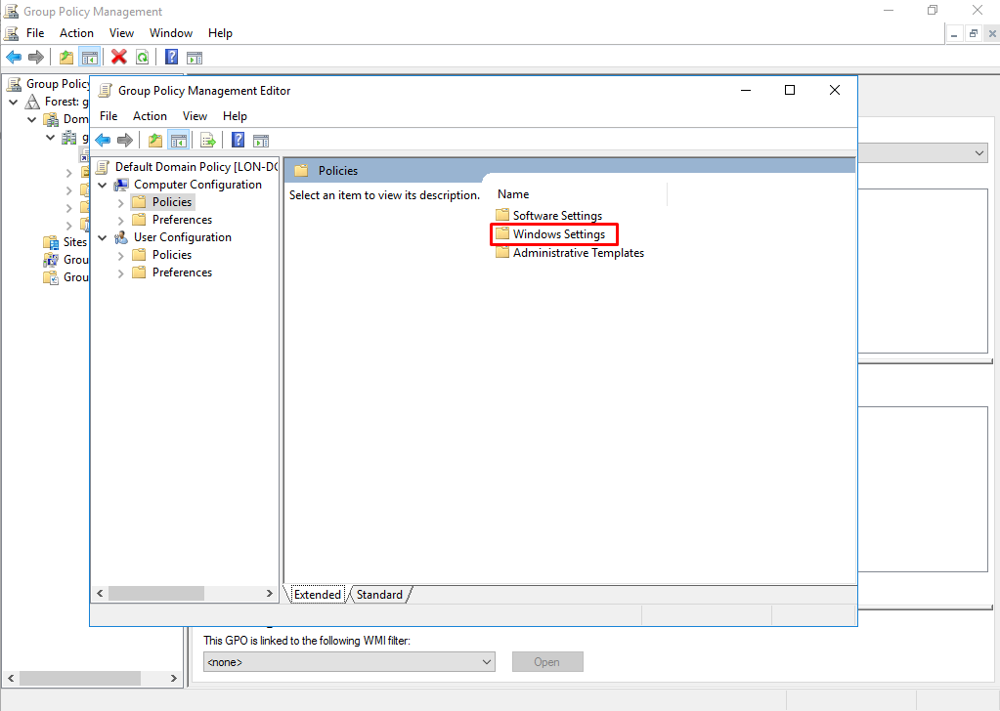 Group Policy Management
File Action View Window Help
Group Policy
Forest: g
Dom
g
Sites
Grou
Grou
Group Policy Management Editor
File Action View Help
Default Domain Policy [LON-DC
Computer Configuration
Policies
Preferences
User Configuration
Policies
Preferences
Policies
Select an item to view its description.
Name
Software Settings
Windows Settings
Administrative Templates
Extended Standard
This GPO is linked to the following WMI filter:
<none> Open